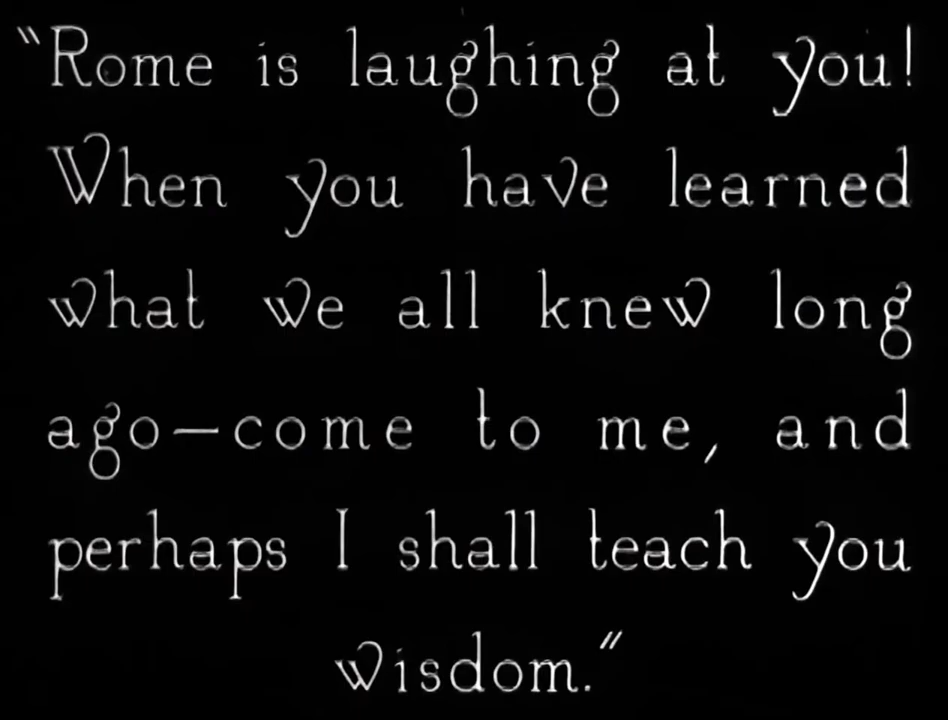 "Rome is laughing at you!
When you have learned
what we all knew long
ago—come to me, and
perhaps I shall teach you
wisdom."